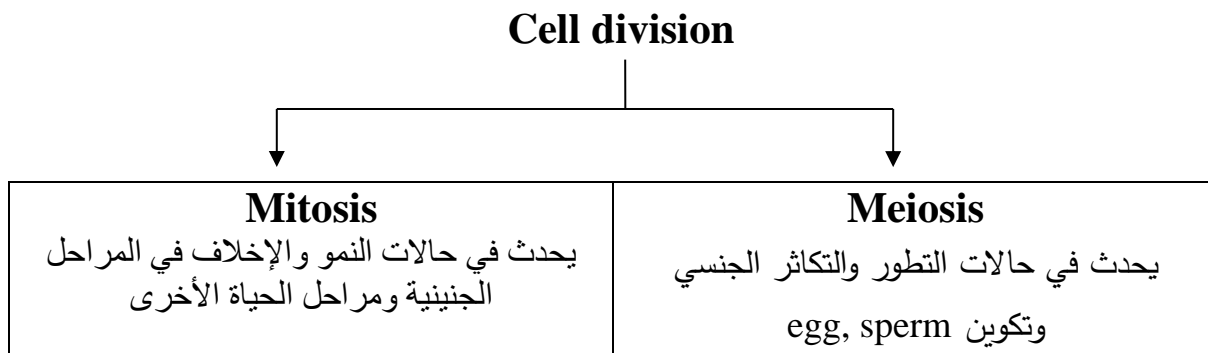 Cell division
Mitosis
يحدث في حالات النمو والإخلاف في المراحل
الجنينية ومراحل الحياة الأخرى
Meiosis
يحدث في حالات التطور والتكاثر الجنسي
وتكوين egg, sperm